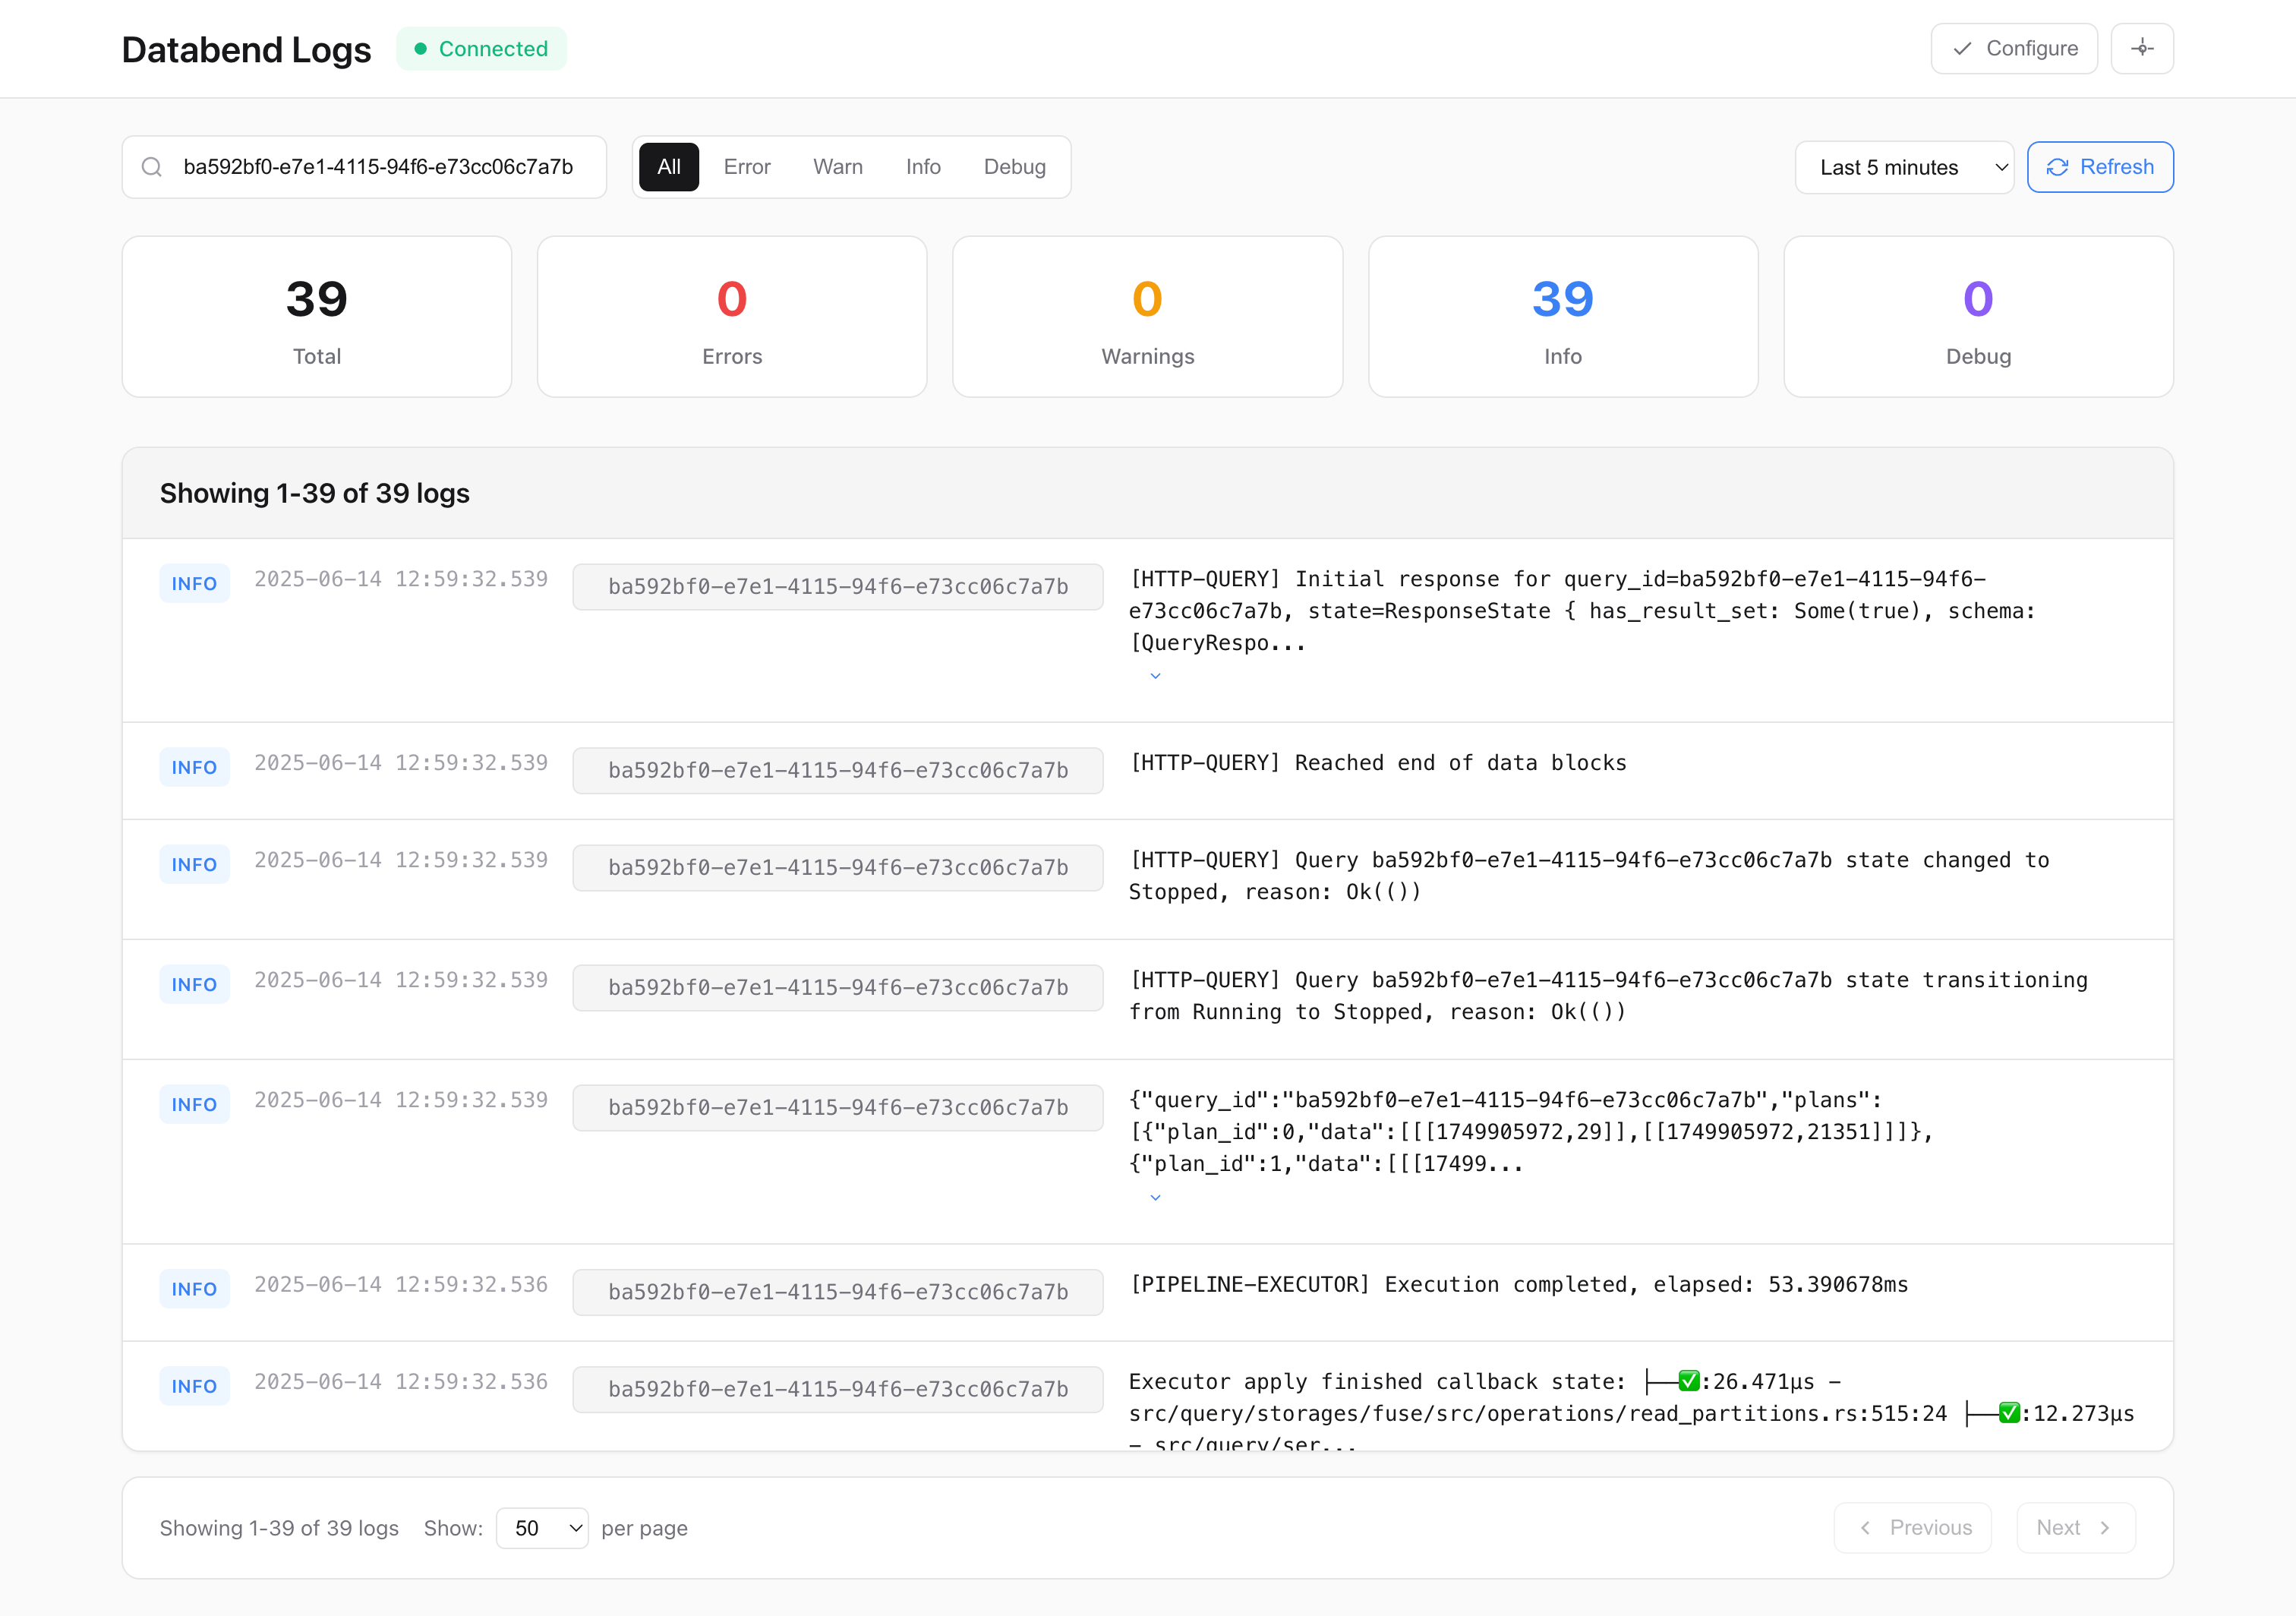 Databend Logs
Connected
Configure
ba592bf0-e7e1-4115-94f6-e73cc06c7a7b
All Error Warn Info Debug
Last 5 minutes
Refresh
39
Total
0
Errors
0
Warnings
39
Info
0
Debug
Showing 1-39 of 39 logs
INFO 2025-06-14 12:59:32.539 ba592bf0-e7e1-4115-94f6-e73cc06c7a7b [HTTP-QUERY] Initial response for query_id=ba592bf0-e7e1-4115-94f6-
e73cc06c7a7b, state=ResponseState { has_result_set: Some(true), schema:
[QueryRespo...
INFO 2025-06-14 12:59:32.539 ba592bf0-e7e1-4115-94f6-e73cc06c7a7b [HTTP-QUERY] Reached end of data blocks
INFO 2025-06-14 12:59:32.539 ba592bf0-e7e1-4115-94f6-e73cc06c7a7b [HTTP-QUERY] Query ba592bf0-e7e1-4115-94f6-e73cc06c7a7b state changed to
Stopped, reason: Ok(())
INFO 2025-06-14 12:59:32.539 ba592bf0-e7e1-4115-94f6-e73cc06c7a7b [HTTP-QUERY] Query ba592bf0-e7e1-4115-94f6-e73cc06c7a7b state transitioning
from Running to Stopped, reason: Ok(())
INFO 2025-06-14 12:59:32.539 ba592bf0-e7e1-4115-94f6-e73cc06c7a7b {"query_id":"ba592bf0-e7e1-4115-94f6-e73cc06c7a7b","plans":
[{"plan_id":0,"data":[[[1749905972,29]],[[1749905972,21351]]]},
{"plan_id":1,"data":[[[17499...
INFO 2025-06-14 12:59:32.536 ba592bf0-e7e1-4115-94f6-e73cc06c7a7b [PIPELINE-EXECUTOR] Execution completed, elapsed: 53.390678ms
INFO 2025-06-14 12:59:32.536 ba592bf0-e7e1-4115-94f6-e73cc06c7a7b Executor apply finished callback state: ├──✅:26.471µs -
src/query/storages/fuse/src/operations/read_partitions.rs:515:24 ├──✅:12.273µs
- src/query/ser...
Showing 1-39 of 39 logs Show: 50 per page
Previous
Next